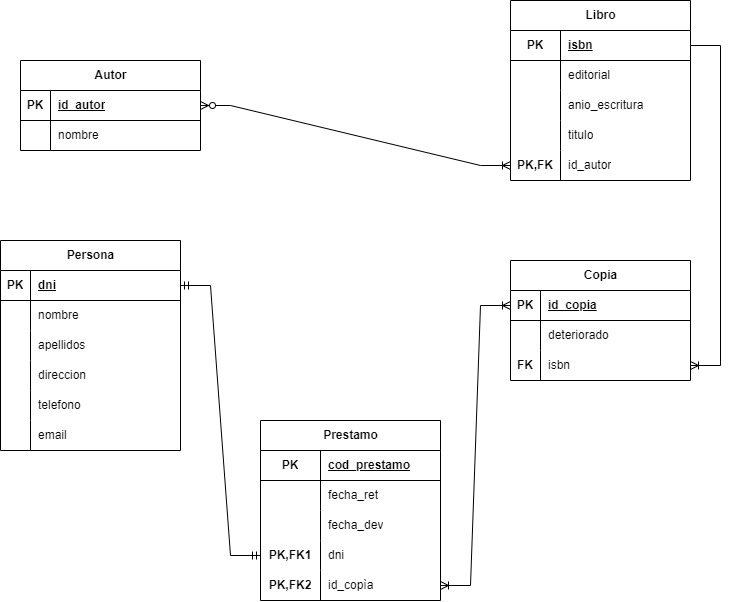 Libro
PK isbn
editorial
anio_escritura
titulo
PK,FK id_autor
Autor
PK id_autor
nombre
Persona
PK dni
nombre
apellidos
direccion
telefono
email
Copia
PK id_copia
deteriorado
FK isbn
Prestamo
PK cod_prestamo
fecha_ret
fecha_dev
PK,FK1 dni
PK,FK2 id_copia